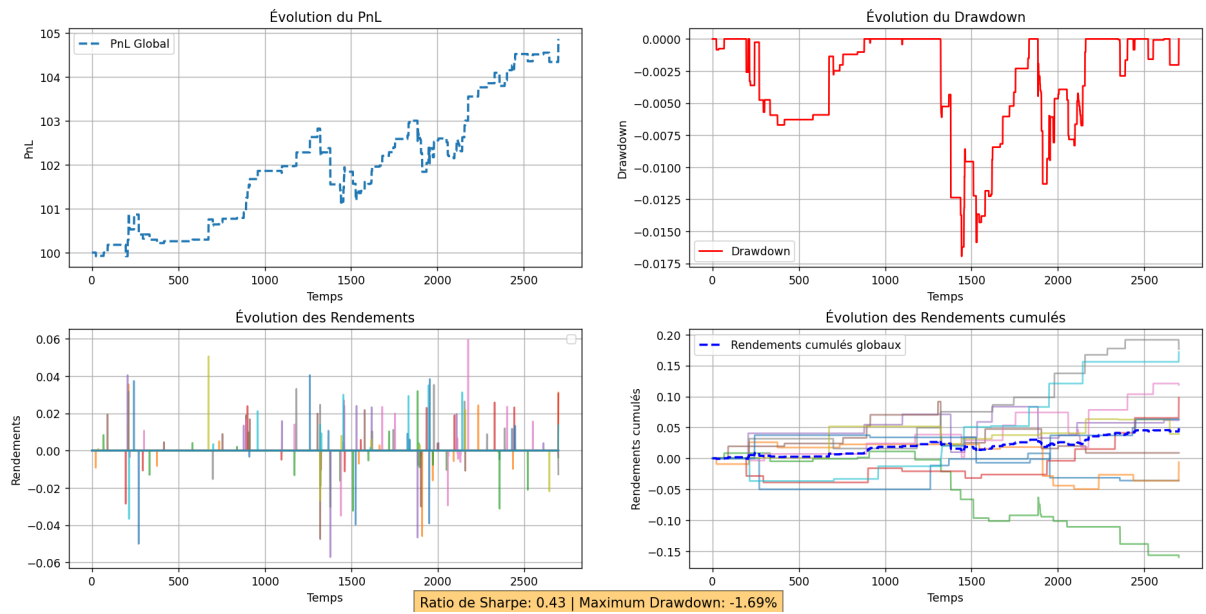 Évolution du PnL
105
104
103
102
101
100
PnL
PnL Global
0 500 1000 1500 2000 2500
Temps
Évolution du Drawdown
0.0000
−0.0025
−0.0050
−0.0075
−0.0100
−0.0125
−0.0150
−0.0175
Drawdown
Drawdown
0 500 1000 1500 2000 2500
Temps
Évolution des Rendements
0.06
0.04
0.02
0.00
−0.02
−0.04
−0.06
Rendements
0 500 1000 1500 2000 2500
Temps
Évolution des Rendements cumulés
0.20
0.15
0.10
0.05
0.00
−0.05
−0.10
−0.15
Rendements cumulés
Rendements cumulés globaux
0 500 1000 1500 2000 2500
Temps
Ratio de Sharpe: 0.43 | Maximum Drawdown: -1.69%